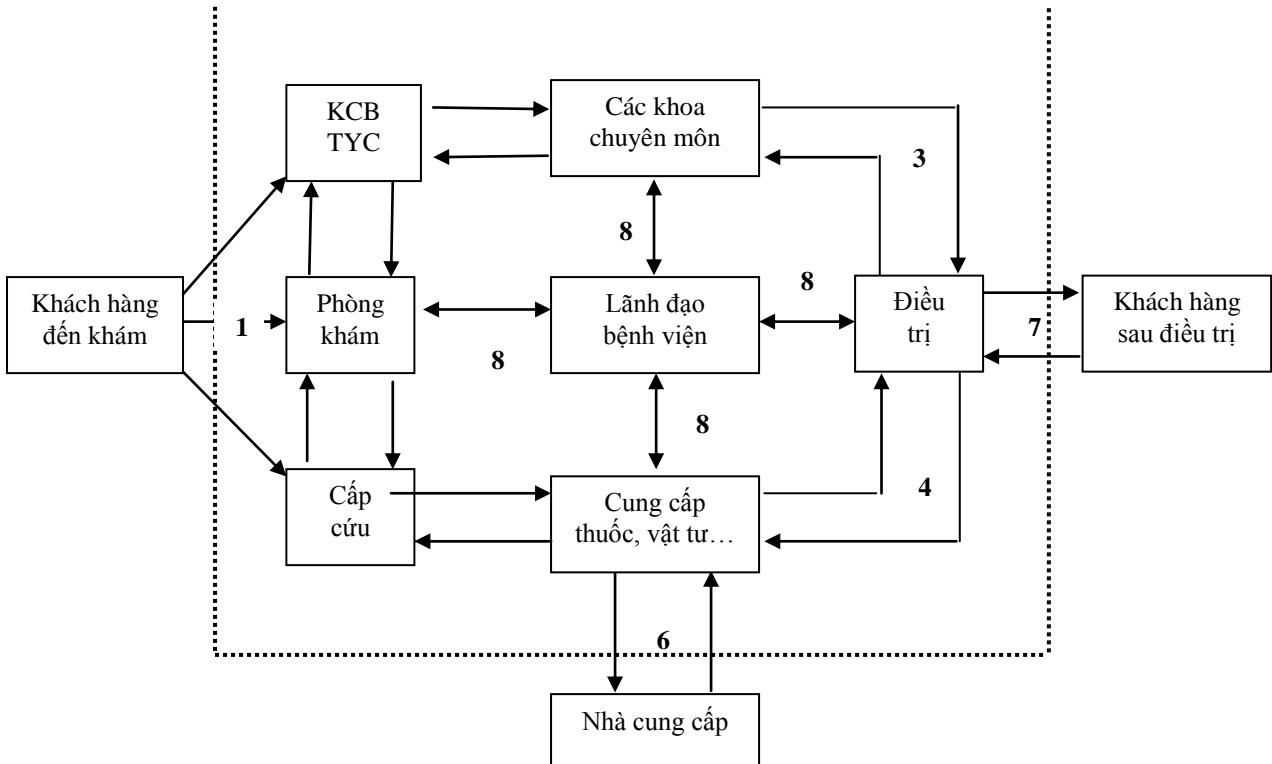 KCB
TYC
Các khoa
chuyên môn
3
8
Khách hàng
đến khám
1
Phòng
khám
8
Lãnh đạo
bệnh viện
8
Điều
trị
7
Khách hàng
sau điều trị
8
Cấp
cứu
Cung cấp
thuốc, vật tư…
4
6
Nhà cung cấp